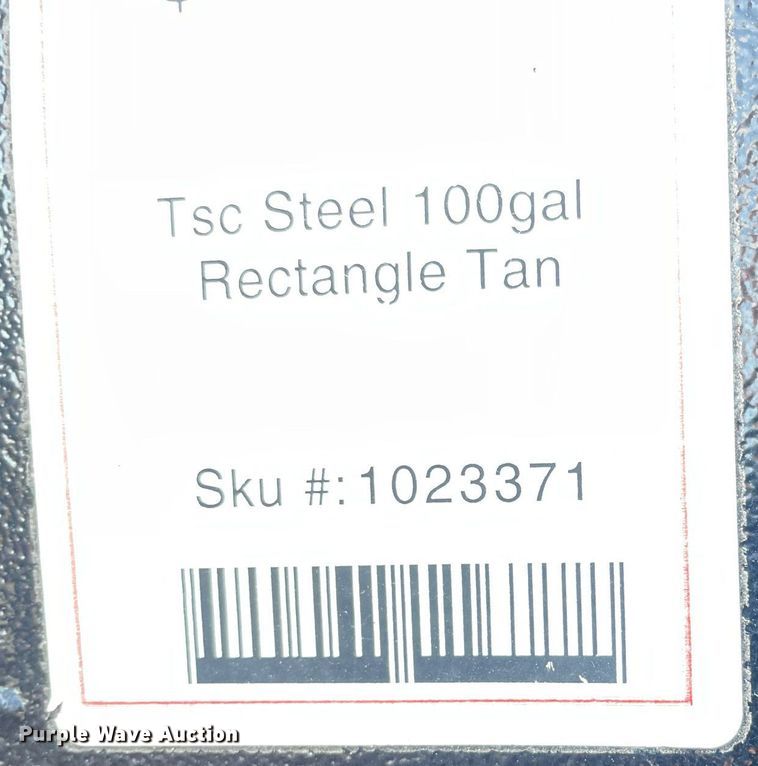 Tsc Steel 100gal
Rectangle Tan
Sku #:1023371
Purple Wave Auction